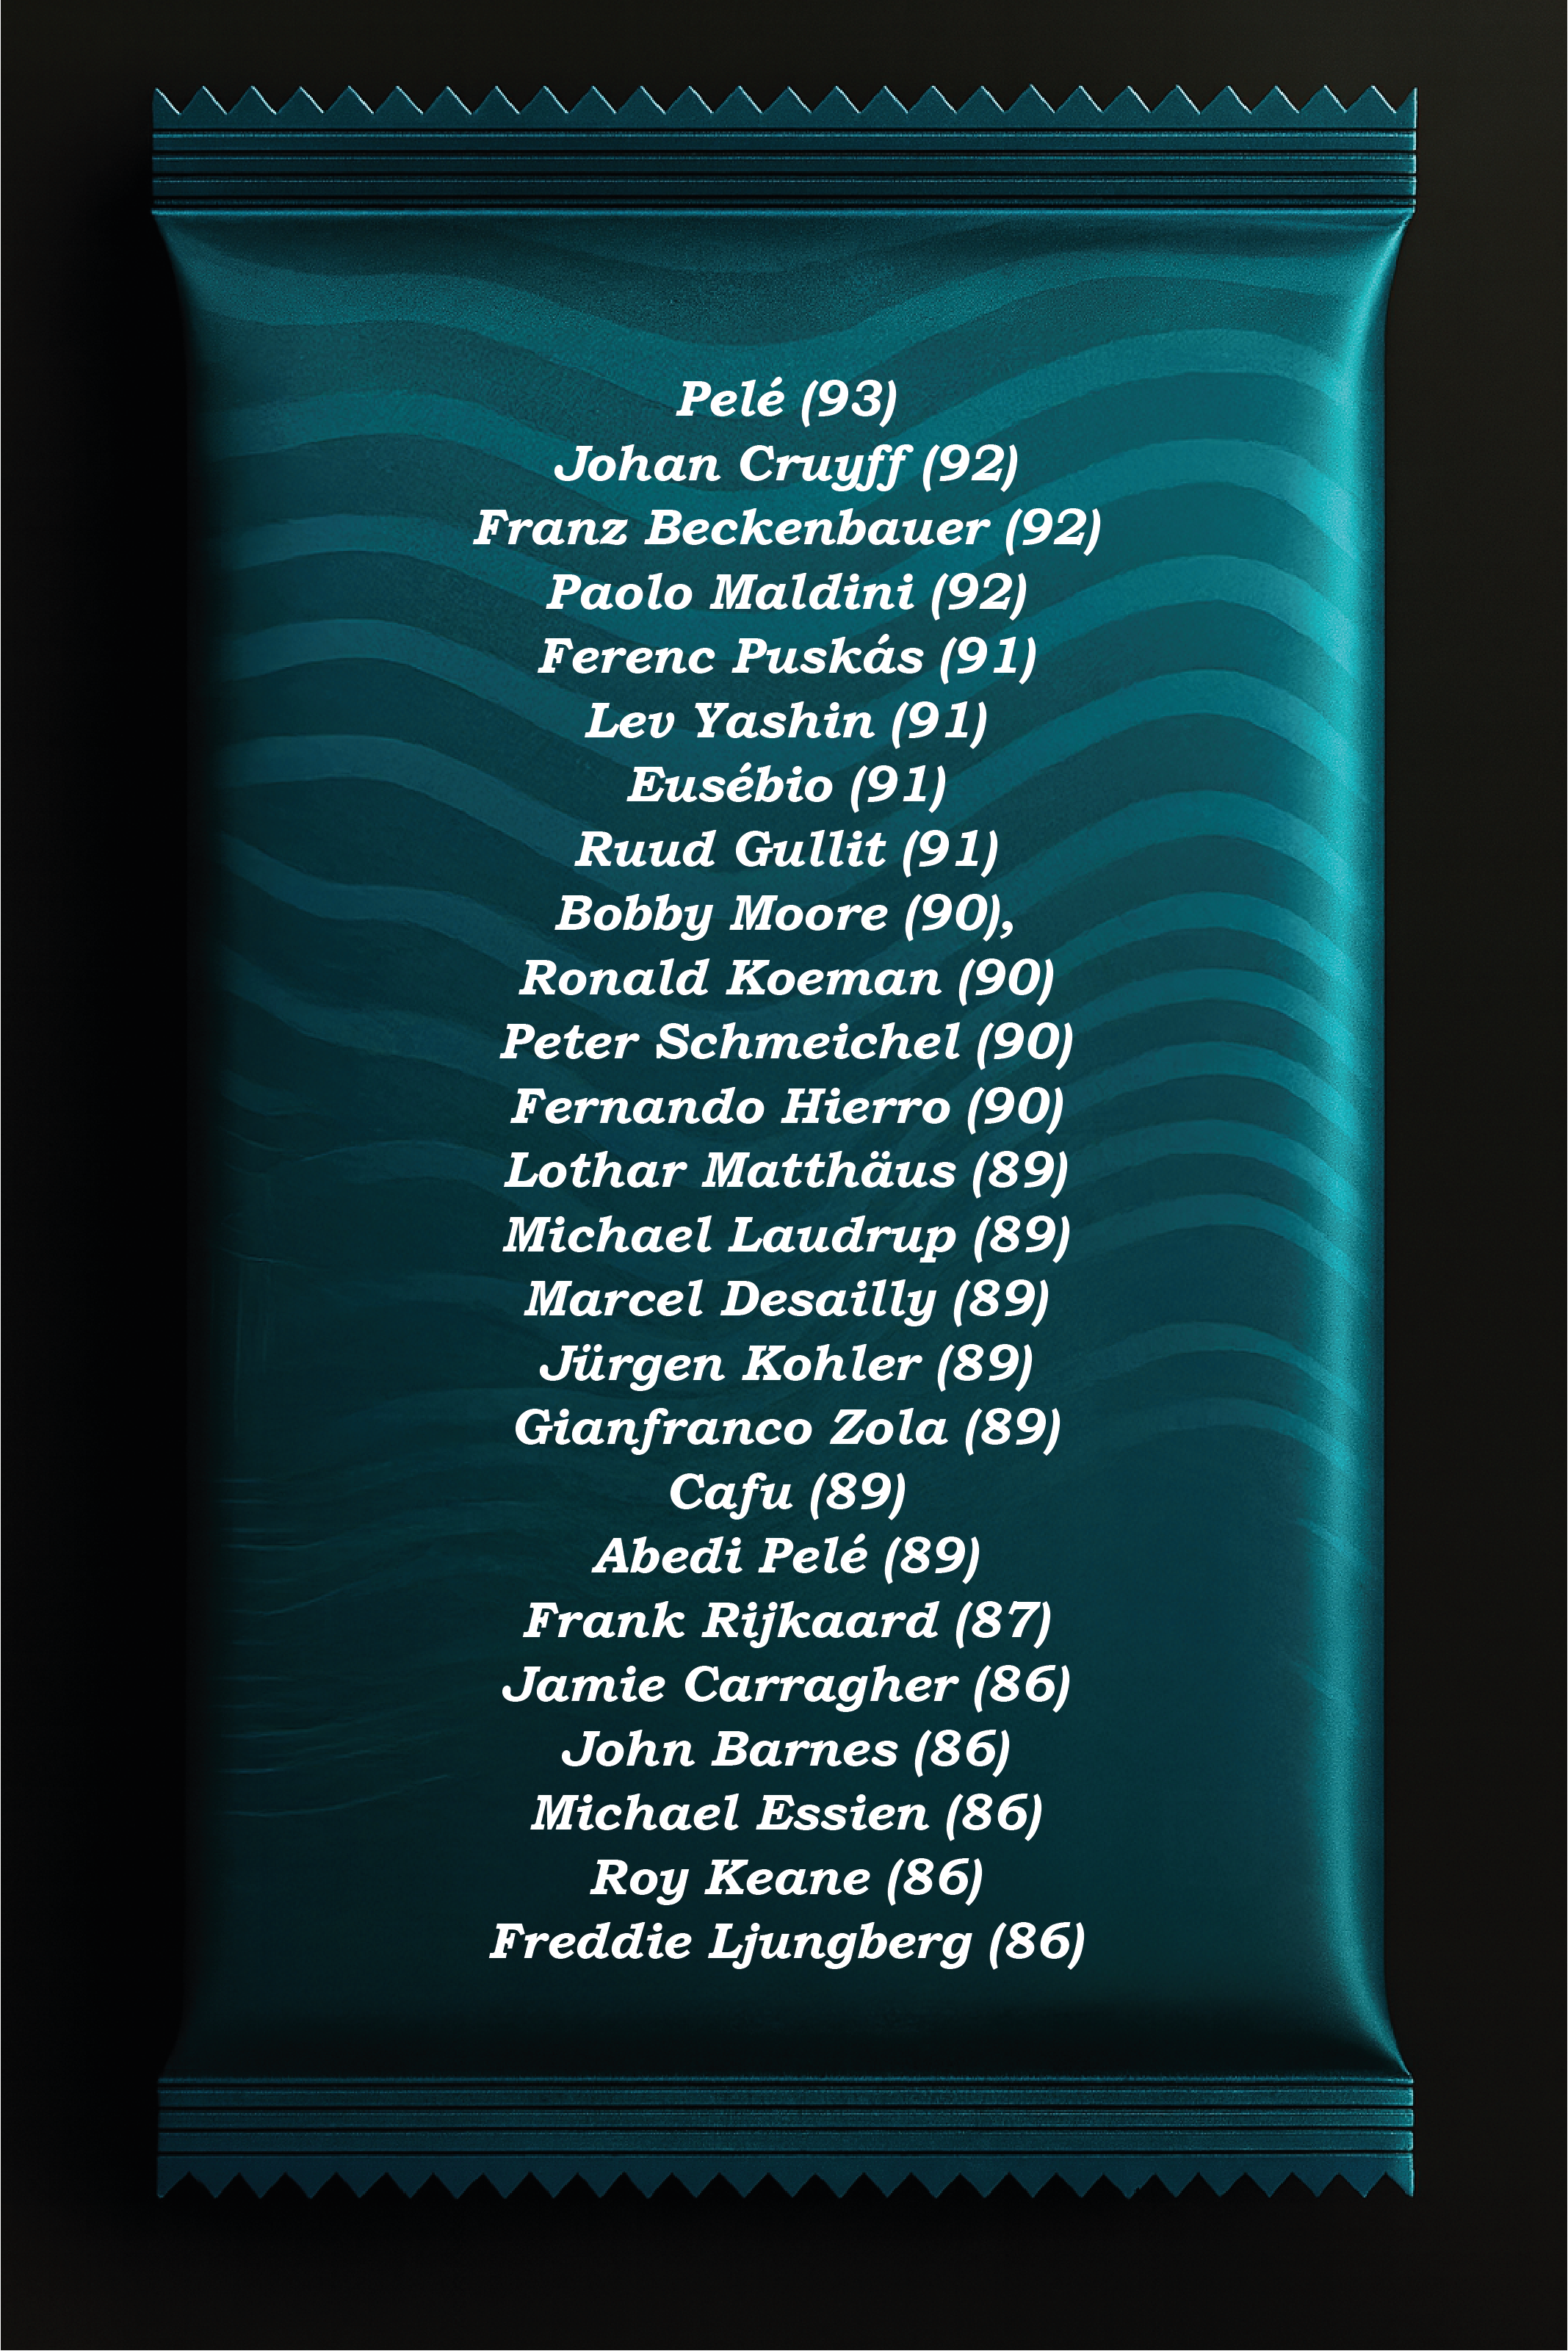 Pelé (93)
Johan Cruyff (92)
Franz Beckenbauer (92)
Paolo Maldini (92)
Ferenc Puskás (91)
Lev Yashin (91)
Eusébio (91)
Ruud Gullit (91)
Bobby Moore (90),
Ronald Koeman (90)
Peter Schmeichel (90)
Fernando Hierro (90)
Lothar Matthäus (89)
Michael Laudrup (89)
Marcel Desailly (89)
Jürgen Kohler (89)
Gianfranco Zola (89)
Cafu (89)
Abedi Pelé (89)
Frank Rijkaard (87)
Jamie Carragher (86)
John Barnes (86)
Michael Essien (86)
Roy Keane (86)
Freddie Ljungberg (86)